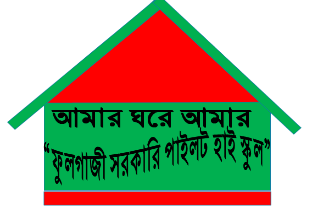 আমার ঘরে আমার
“ফুলগাজী সরকারি পাইলট হাই স্কুল”